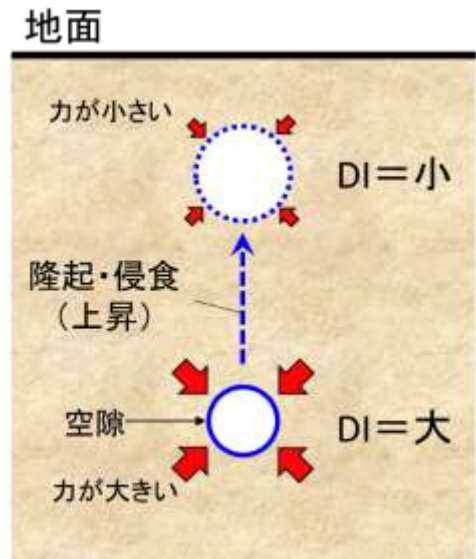 地面
力が小さい
DI＝小
隆起・侵食
(上昇)
空隙
DI＝大
力が大きい